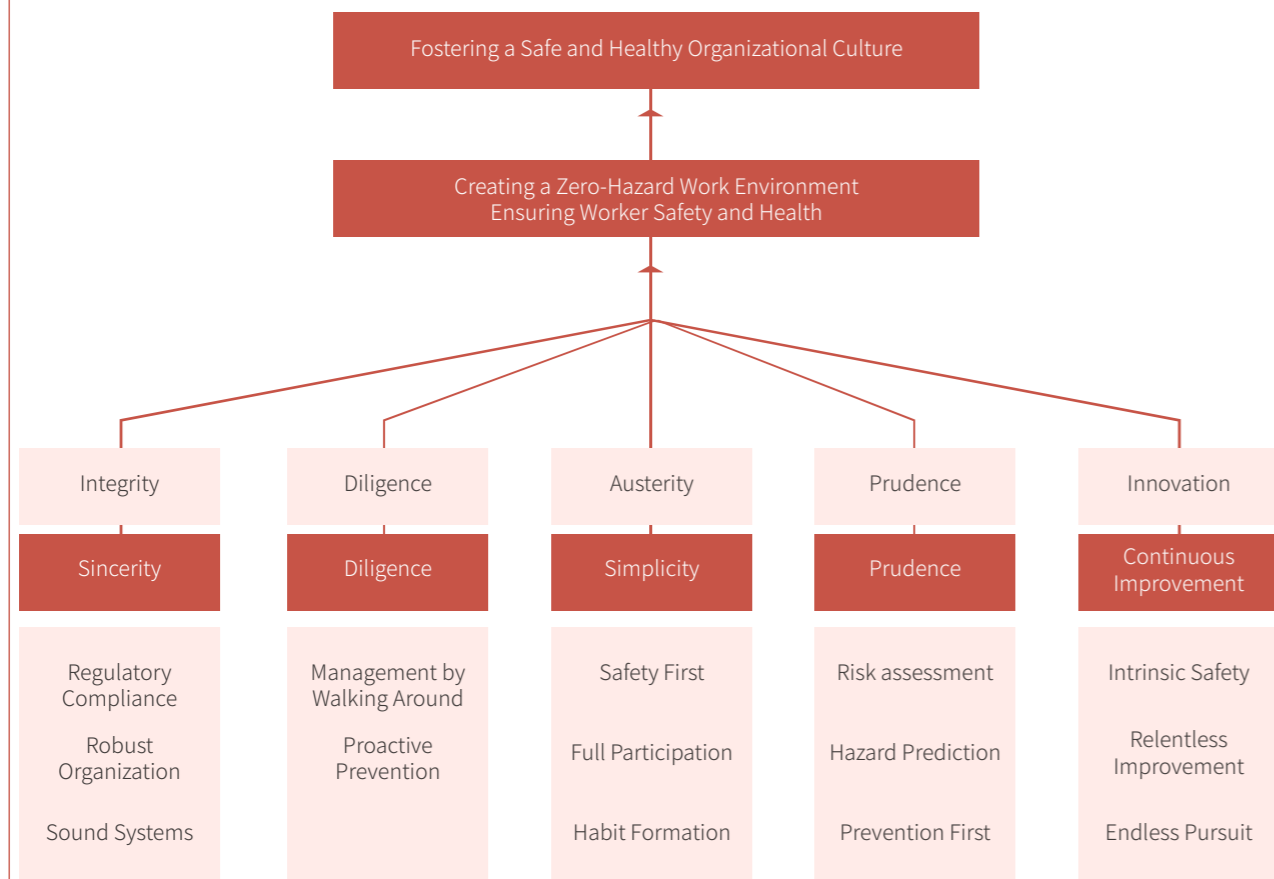 Fostering a Safe and Healthy Organizational Culture
Creating a Zero-Hazard Work Environment
Ensuring Worker Safety and Health
Integrity
Diligence
Austerity
Prudence
Innovation
Sincerity
Diligence
Simplicity
Prudence
Continuous
Improvement
Regulatory
Compliance
Robust
Organization
Sound Systems
Management by
Walking Around
Proactive
Prevention
Safety First
Full Participation
Habit Formation
Risk assessment
Hazard Prediction
Prevention First
Intrinsic Safety
Relentless
Improvement
Endless Pursuit